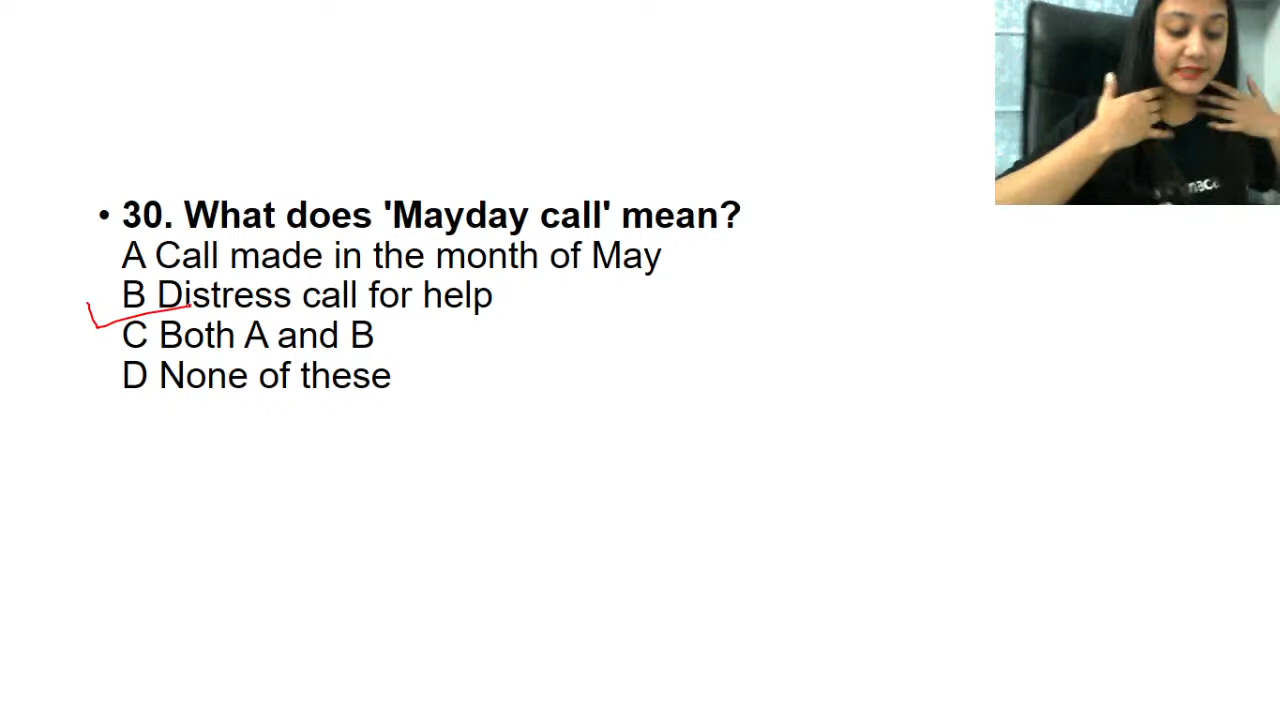 • 30. What does 'Mayday call' mean?
A Call made in the month of May
B Distress call for help
C Both A and B
D None of these